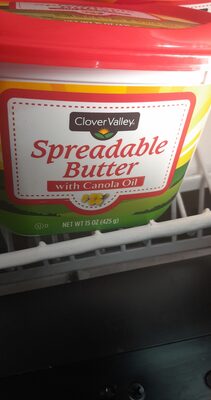 Clover Valley.
Spreadable
Butter
with Canola Oil
NET WT 15 OZ (425 g)